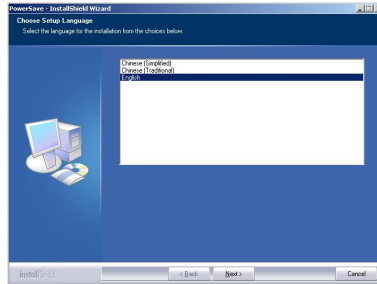 PowerSave - InstallShield Wizard
Choose Setup Language
Select the language for the installation from the choices below.
Chinese (Simplified)
Chinese (Traditional)
English
InstallShield
< Back
Next >
Cancel